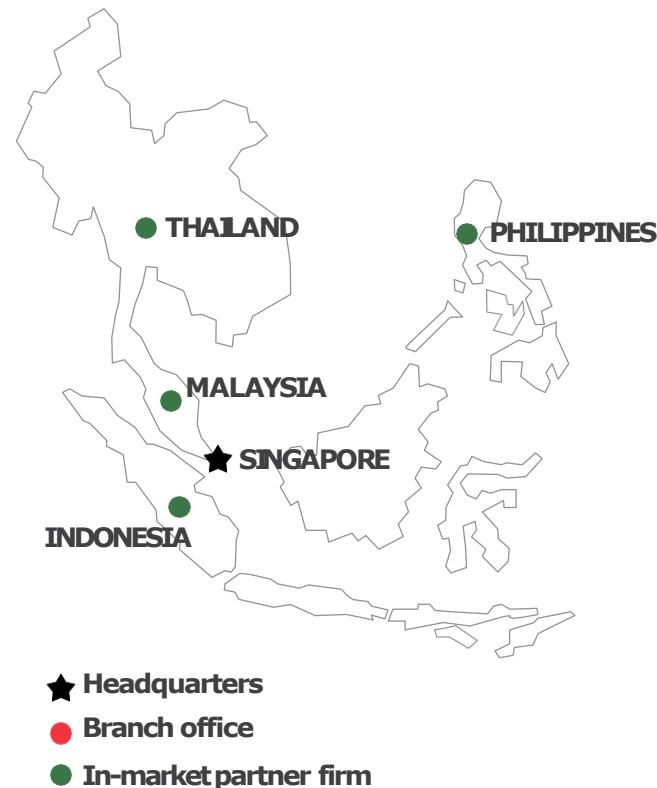 THAILAND
PHILIPPINES
MALAYSIA
SINGAPORE
INDONESIA
Headquarters
Branch office
In-market partner firm